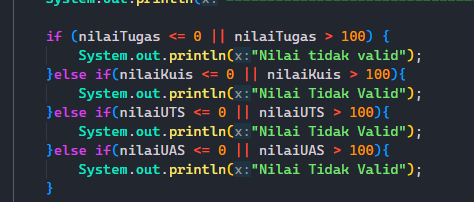 System.out.println(x:
if (nilaiTugas <= 0 || nilaiTugas > 100) {
System.out.println(x:"Nilai tidak valid");
}else if(nilaiKuis <= 0 || nilaiKuis > 100){
System.out.println(x:"Nilai Tidak Valid");
}else if(nilaiUTS <= 0 || nilaiUTS > 100){
System.out.println(x:"Nilai Tidak Valid");
}else if(nilaiUAS <= 0 || nilaiUAS > 100){
System.out.println(x:"Nilai Tidak Valid");
}